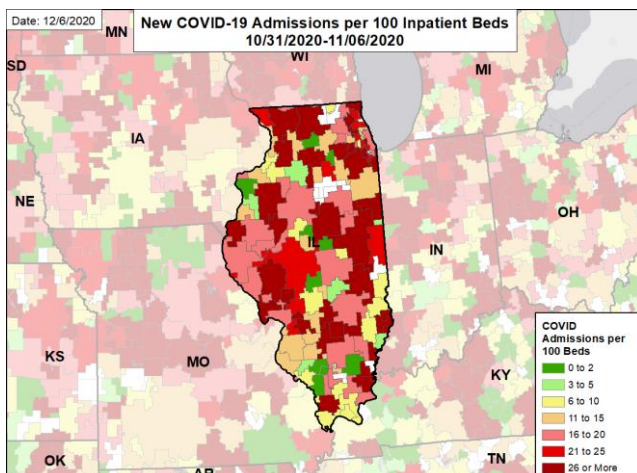 Date: 12/6/2020
New COVID-19 Admissions per 100 Inpatient Beds
10/31/2020-11/06/2020
MN
WI
SD
MI
IA
NE
OH
IL
IN
KS
MO
KY
OK
AR
TN
COVID
Admissions per
100 Beds
0 to 2
3 to 5
6 to 10
11 to 15
16 to 20
21 to 25
26 or More